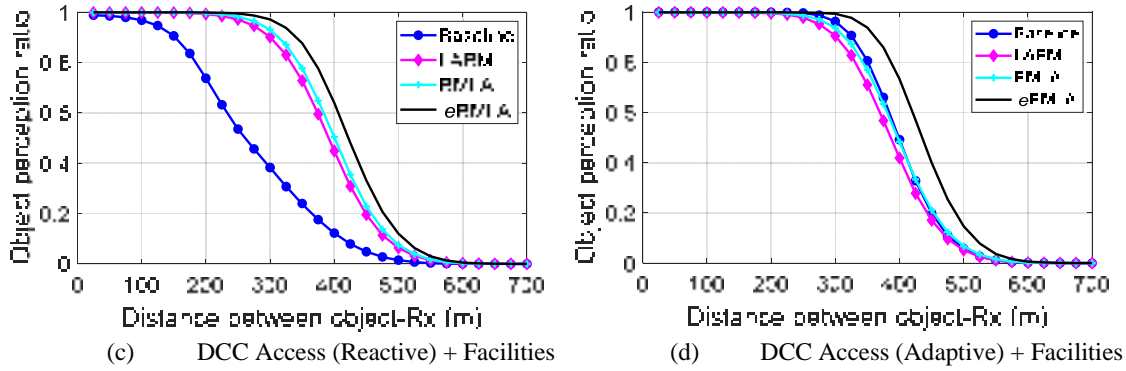 Object perception ratio
1
0.8
0.6
0.4
0.2
0
Baseline
LARM
RMLA
eRMLA
0 100 200 300 400 500 600 700
Distance between object-Rx (m)
(c) DCC Access (Reactive) + Facilities
Object perception ratio
1
0.8
0.6
0.4
0.2
0
Baseline
LARM
RMLA
eRMLA
0 100 200 300 400 500 600 700
Distance between object-Rx (m)
(d) DCC Access (Adaptive) + Facilities